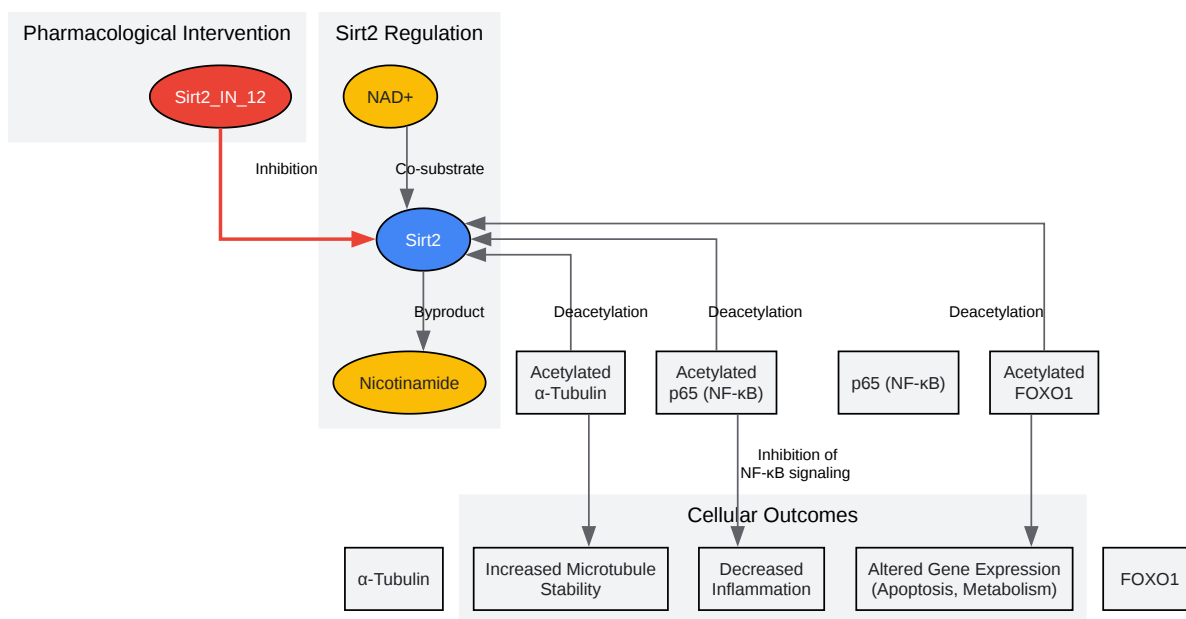 Pharmacological Intervention
Sirt2 Regulation
Sirt2_IN_12
NAD+
Inhibition
Co-substrate
Sirt2
Byproduct
Deacetylation
Deacetylation
Deacetylation
Nicotinamide
Acetylated
α-Tubulin
Acetylated
p65 (NF-κB)
p65 (NF-κB)
Acetylated
FOXO1
Inhibition of
NF-κB signaling
Cellular Outcomes
α-Tubulin
Increased Microtubule
Stability
Decreased
Inflammation
Altered Gene Expression
(Apoptosis, Metabolism)
FOXO1